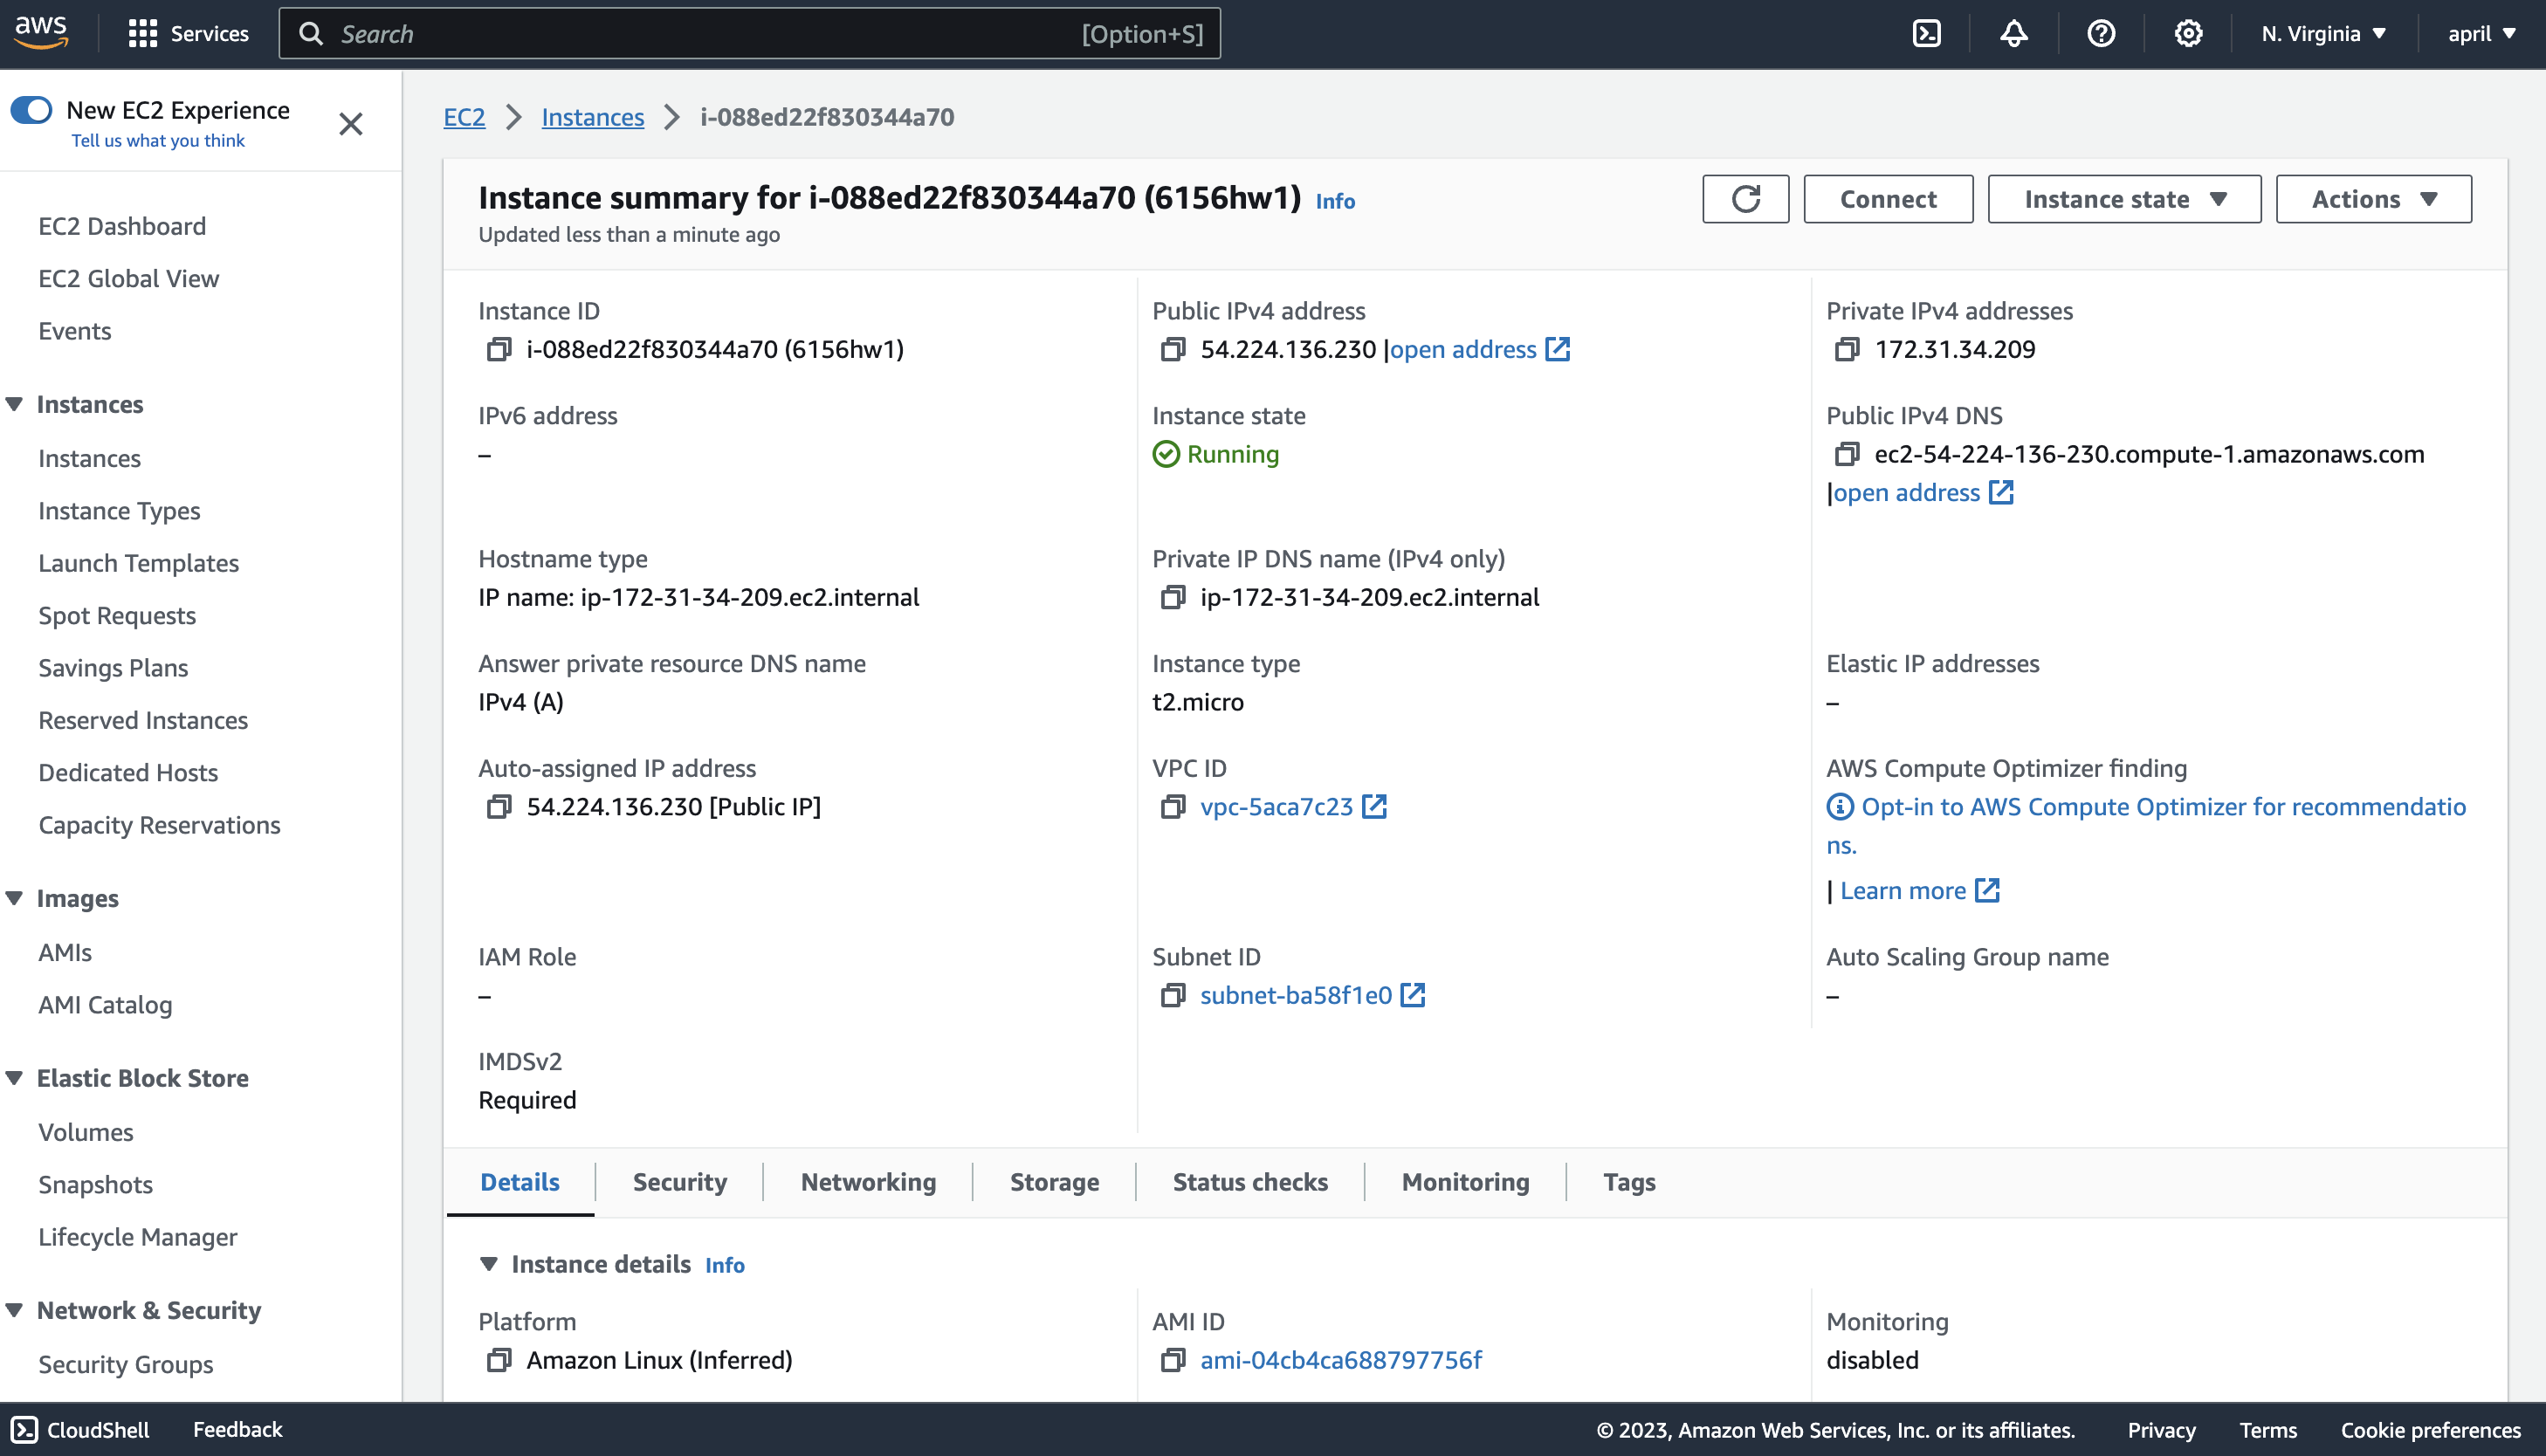 aws
Services
Search
[Option+S]
N. Virginia
april
New EC2 Experience
Tell us what you think
EC2 Dashboard
EC2 Global View
Events
Instances
Instances
Instance Types
Launch Templates
Spot Requests
Savings Plans
Reserved Instances
Dedicated Hosts
Capacity Reservations
Images
AMIs
AMI Catalog
Elastic Block Store
Volumes
Snapshots
Lifecycle Manager
Network & Security
Security Groups
EC2 > Instances > i-088ed22f830344a70
Instance summary for i-088ed22f830344a70 (6156hw1) Info
Updated less than a minute ago
Connect
Instance state
Actions
Instance ID
i-088ed22f830344a70 (6156hw1)
Public IPv4 address
54.224.136.230 |open address
Private IPv4 addresses
172.31.34.209
IPv6 address
–
Instance state
Running
Public IPv4 DNS
ec2-54-224-136-230.compute-1.amazonaws.com
|open address
Hostname type
IP name: ip-172-31-34-209.ec2.internal
Private IP DNS name (IPv4 only)
ip-172-31-34-209.ec2.internal
Answer private resource DNS name
IPv4 (A)
Instance type
t2.micro
Elastic IP addresses
–
Auto-assigned IP address
54.224.136.230 [Public IP]
VPC ID
vpc-5aca7c23
AWS Compute Optimizer finding
Opt-in to AWS Compute Optimizer for recommendatio
ns.
| Learn more
IAM Role
–
Subnet ID
subnet-ba58f1e0
Auto Scaling Group name
–
IMDSv2
Required
Details
Security
Networking
Storage
Status checks
Monitoring
Tags
Instance details Info
Platform
Amazon Linux (Inferred)
AMI ID
ami-04cb4ca688797756f
Monitoring
disabled
CloudShell
Feedback
© 2023, Amazon Web Services, Inc. or its affiliates.
Privacy
Terms
Cookie preferences